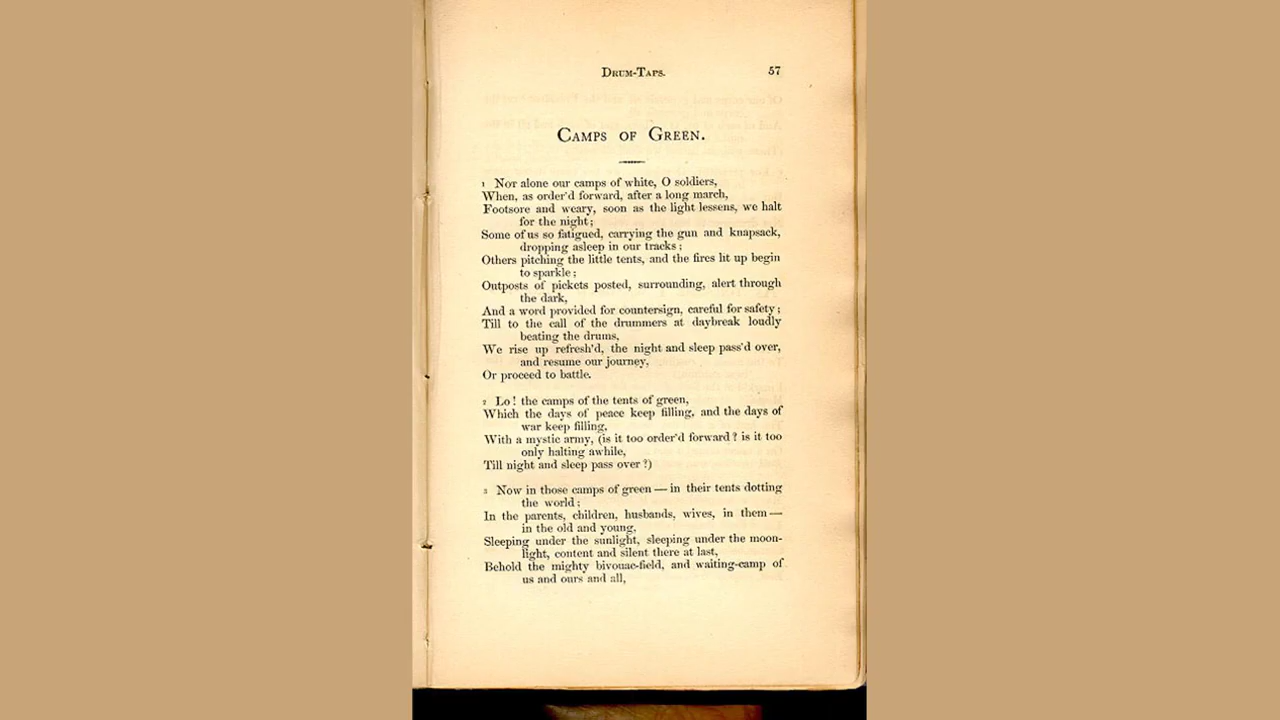 DRUM-TAPS. 57
CAMPS OF GREEN.
1 Nor alone our camps of white, O soldiers,
When, as order'd forward, after a long march,
Footsore and weary, soon as the light lessens, we halt
for the night;
Some of us so fatigued, carrying the gun and knapsack,
dropping asleep in our tracks;
Others pitching the little tents, and the fires lit up begin
to sparkle;
Outposts of pickets posted, surrounding, alert through
the dark,
And a word provided for countersign, careful for safety;
Till to the call of the drummers at daybreak loudly
beating the drums,
We rise up refresh'd, the night and sleep pass'd over,
and resume our journey,
Or proceed to battle.
2 Lo! the camps of the tents of green,
Which the days of peace keep filling, and the days of
war keep filling,
With a mystic army, (is it too order'd forward? is it too
only halting awhile,
Till night and sleep pass over?)
3 Now in those camps of green — in their tents dotting
the world;
In the parents, children, husbands, wives, in them —
in the old and young,
Sleeping under the sunlight, sleeping under the moon-
light, content and silent there at last,
Behold the mighty bivouac-field, and waiting-camp of
us and ours and all,